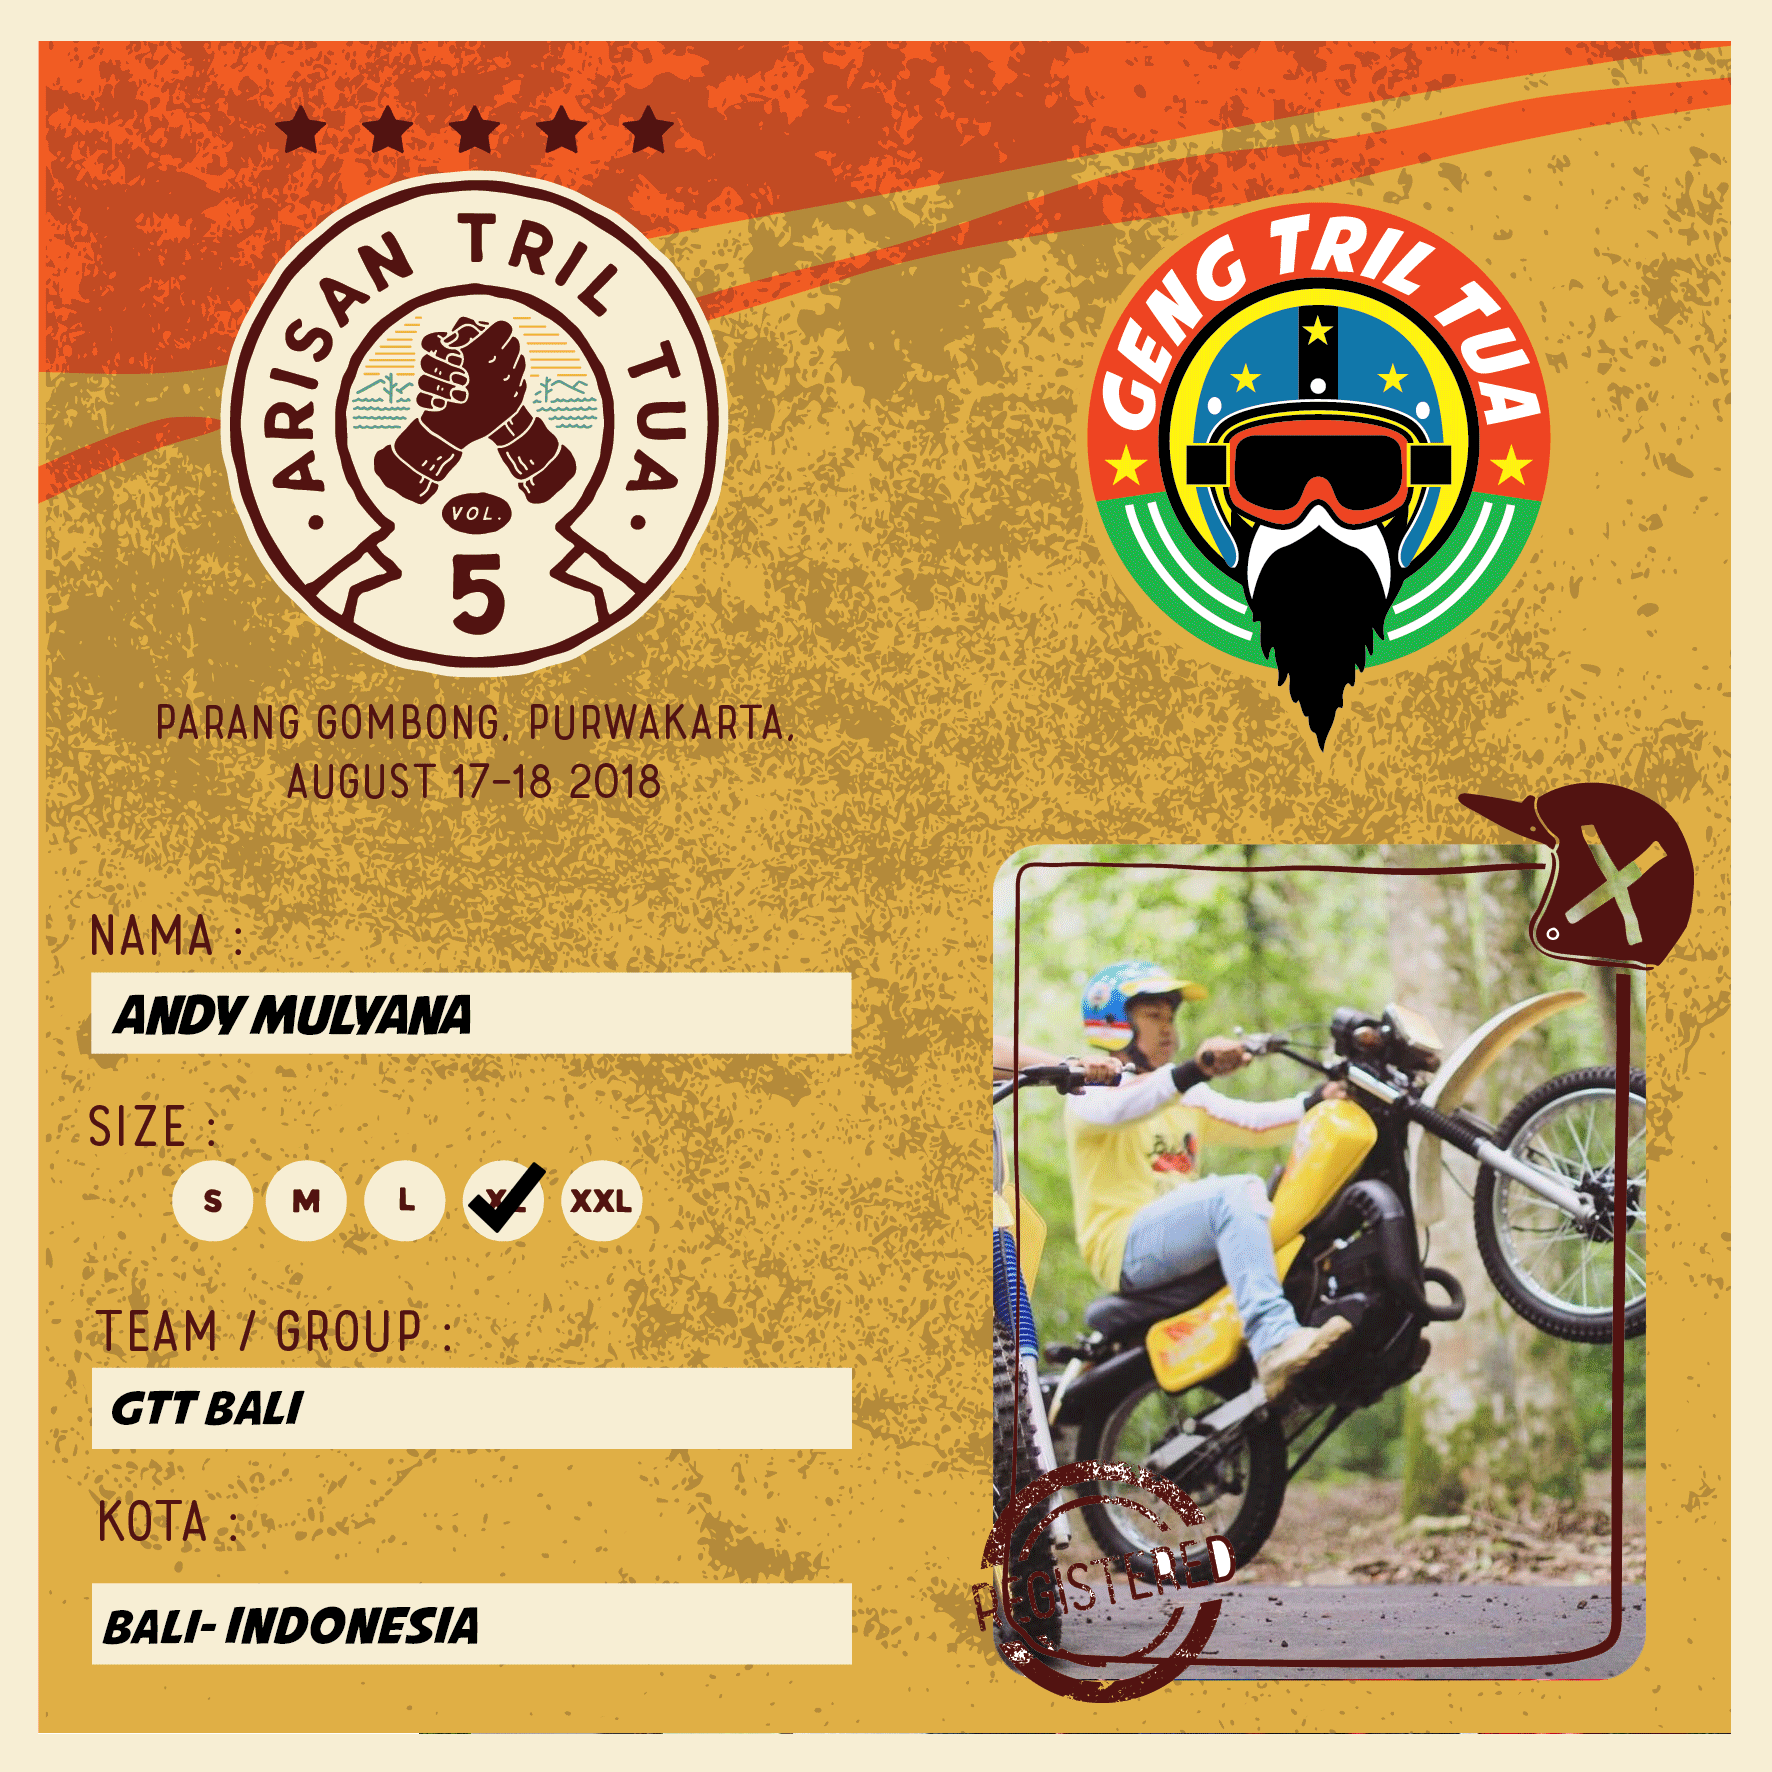 ARISAN TRIL TUA
VOL.
5
GENG TRIL TUA
PARANG GOMBONG, PURWAKARTA,
AUGUST 17-18 2018
NAMA :
ANDY MULYANA
SIZE :
S M L XL XXL
TEAM / GROUP :
GTT BALI
KOTA :
BALI- INDONESIA
REGISTERED